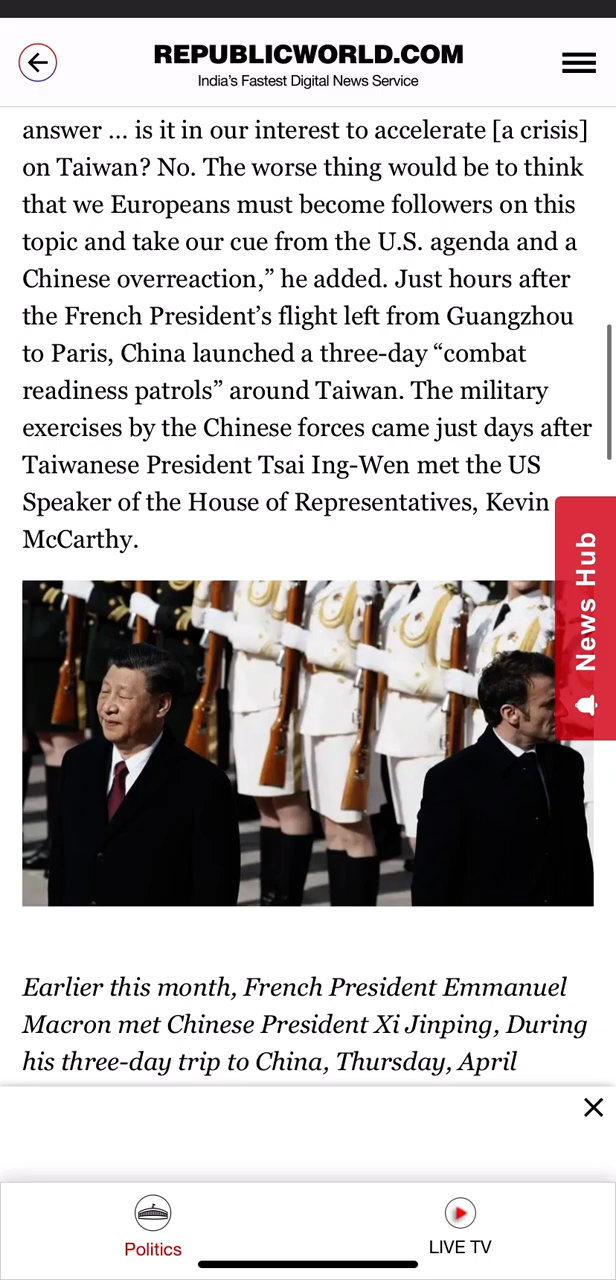 REPUBLICWORLD.COM
India's Fastest Digital News Service
answer ... is it in our interest to accelerate [a crisis]
on Taiwan? No. The worse thing would be to think
that we Europeans must become followers on this
topic and take our cue from the U.S. agenda and a
Chinese overreaction,” he added. Just hours after
the French President’s flight left from Guangzhou
to Paris, China launched a three-day “combat
readiness patrols” around Taiwan. The military
exercises by the Chinese forces came just days after
Taiwanese President Tsai Ing-Wen met the US
Speaker of the House of Representatives, Kevin
McCarthy.
News Hub
Earlier this month, French President Emmanuel
Macron met Chinese President Xi Jinping, During
his three-day trip to China, Thursday, April
Politics
LIVE TV